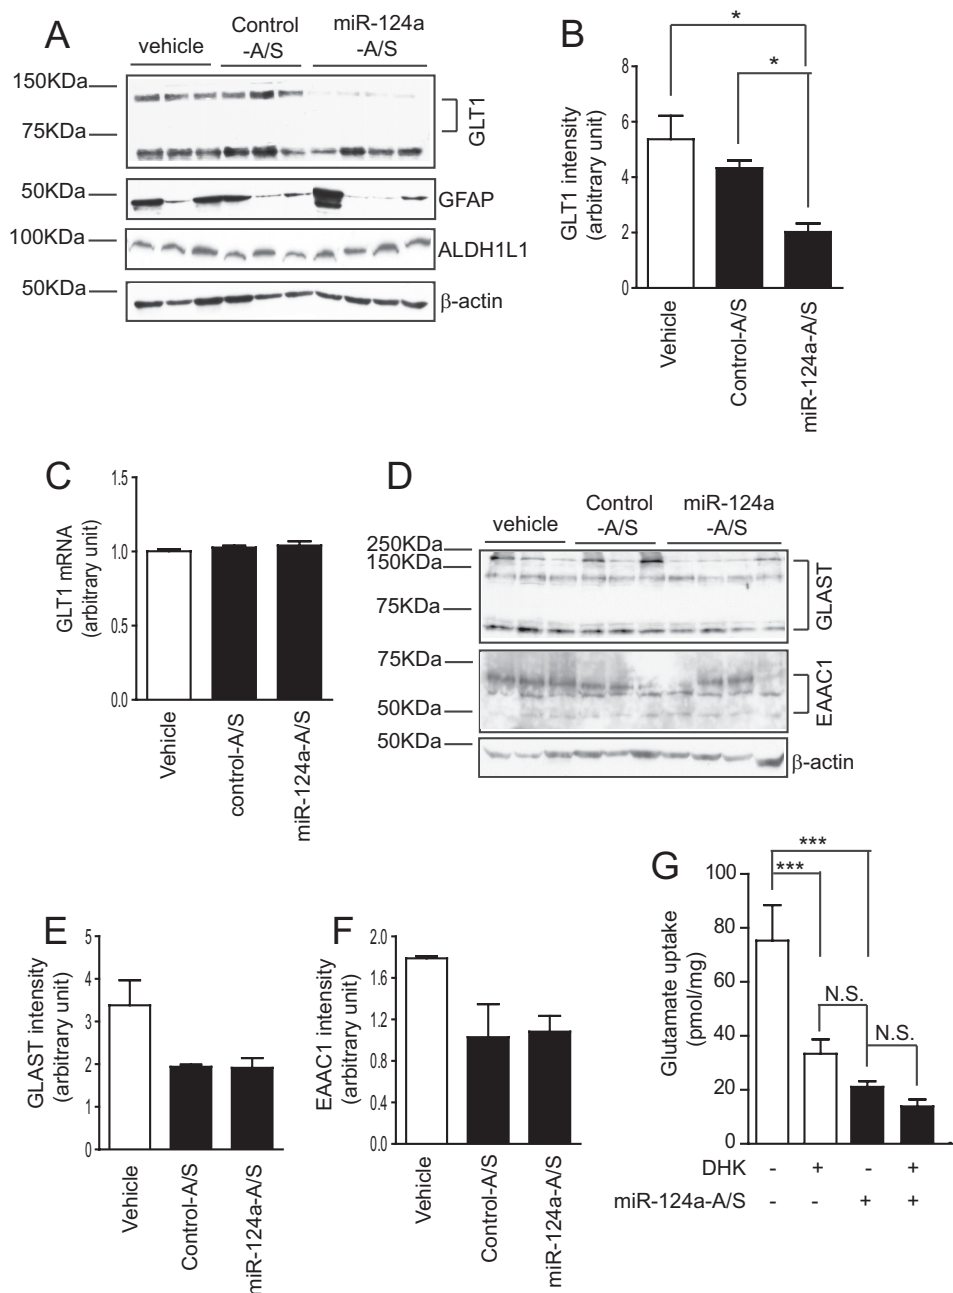 A
vehicle
Control
-A/S
miR-124a
-A/S
150KDa
75KDa
GLT1
50KDa
GFAP
100KDa
ALDH1L1
50KDa
β-actin
B
*
*
GLT1 intensity
(arbitrary unit)
8
6
4
2
0
Vehicle
Control-A/S
miR-124a-A/S
C
GLT1 mRNA
(arbitrary unit)
1.5
1.0
0.5
0.0
Vehicle
control-A/S
miR-124a-A/S
D
vehicle
Control
-A/S
miR-124a
-A/S
250KDa
150KDa
75KDa
GLAST
75KDa
50KDa
EAAC1
50KDa
β-actin
E
GLAST intensity
(arbitrary unit)
5
4
3
2
1
0
Vehicle
Control-A/S
miR-124a-A/S
F
EAAC1 intensity
(arbitrary unit)
2.0
1.6
1.2
0.8
0.4
0.0
Vehicle
Control-A/S
miR-124a-A/S
G
***
***
N.S.
N.S.
Glutamate uptake
(pmol/mg)
100
80
60
40
20
0
DHK - + - +
miR-124a-A/S - - + +